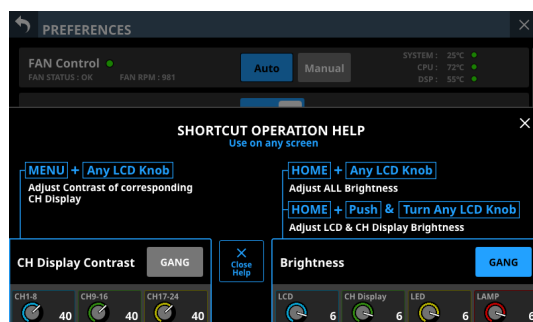 PREFERENCES
FAN Control
FAN STATUS : OK FAN RPM : 981
Auto
Manual
SYSTEM : 25℃
CPU : 72℃
DSP : 55℃
SHORTCUT OPERATION HELP
Use on any screen
MENU + Any LCD Knob
Adjust Contrast of corresponding
CH Display
HOME + Any LCD Knob
Adjust ALL Brightness
HOME + Push & Turn Any LCD Knob
Adjust LCD & CH Display Brightness
CH Display Contrast
GANG
Close
Help
Brightness
GANG
CH1-8 CH9-16 CH17-24
40 40 40
LCD CH Display LED LAMP
6 6 6 6